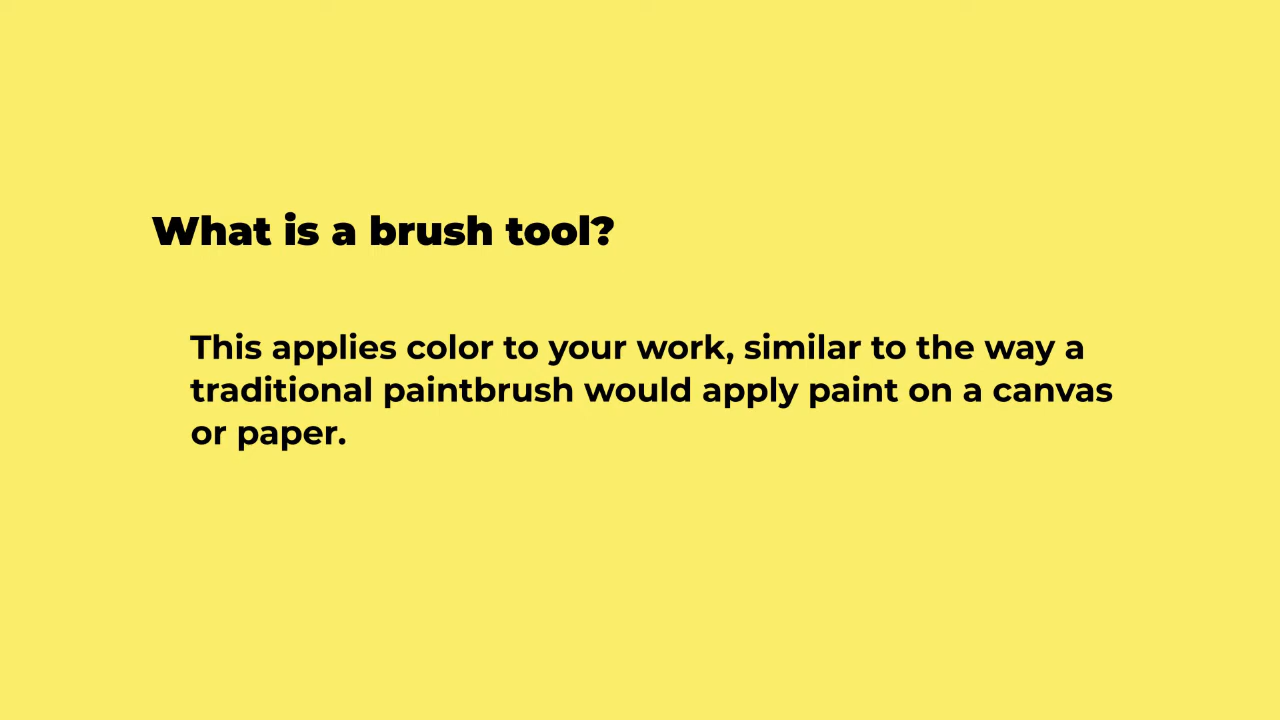 What is a brush tool?
This applies color to your work, similar to the way a
traditional paintbrush would apply paint on a canvas
or paper.